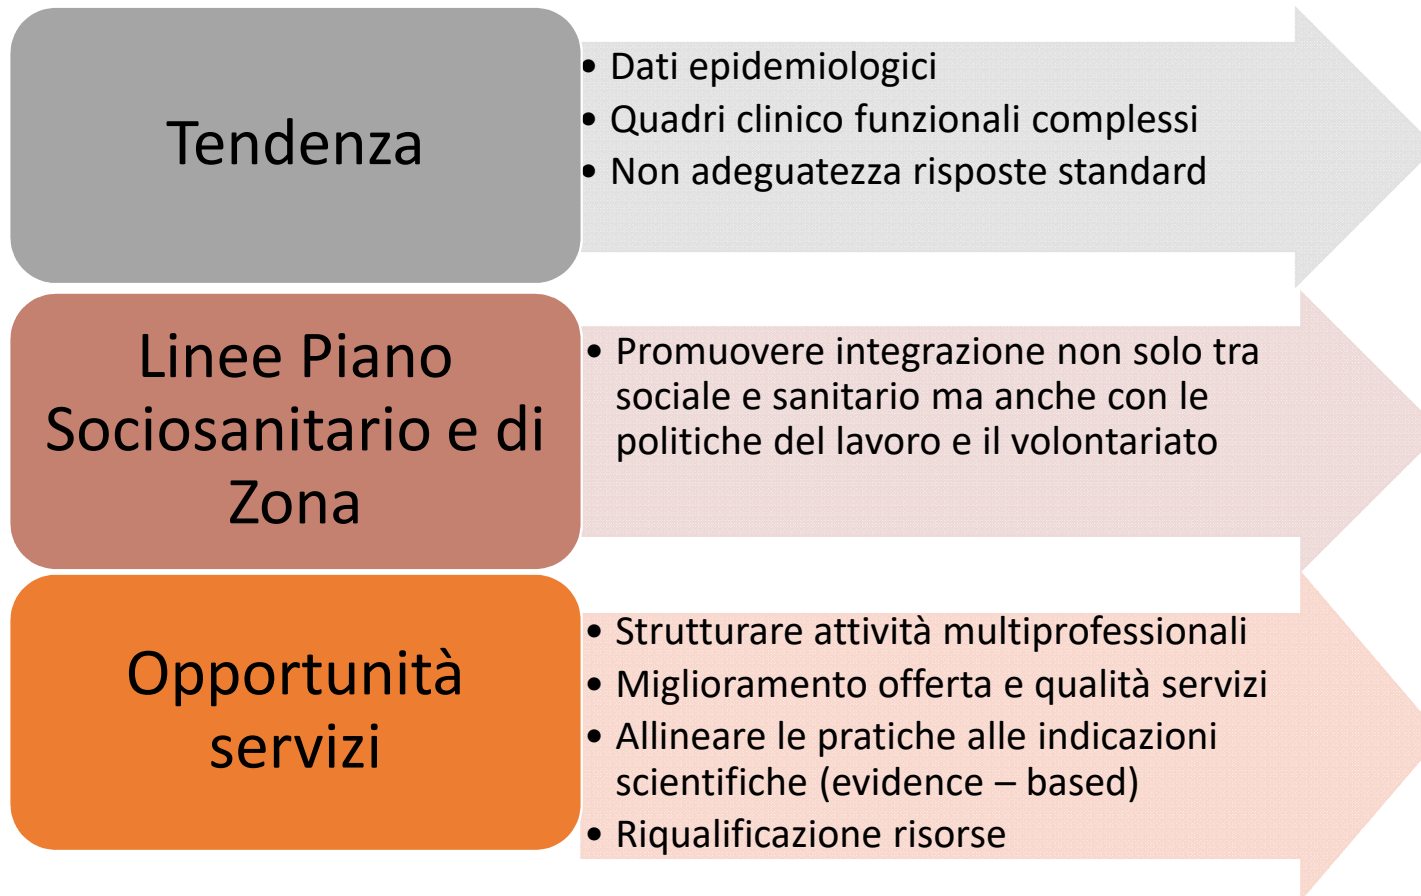 Tendenza
• Dati epidemiologici
• Quadri clinico funzionali complessi
• Non adeguatezza risposte standard
Linee Piano
Sociosanitario e di
Zona
• Promuovere integrazione non solo tra
sociale e sanitario ma anche con le
politiche del lavoro e il volontariato
Opportunità
servizi
• Strutturare attività multiprofessionali
• Miglioramento offerta e qualità servizi
• Allineare le pratiche alle indicazioni
scientifiche (evidence – based)
• Riqualificazione risorse